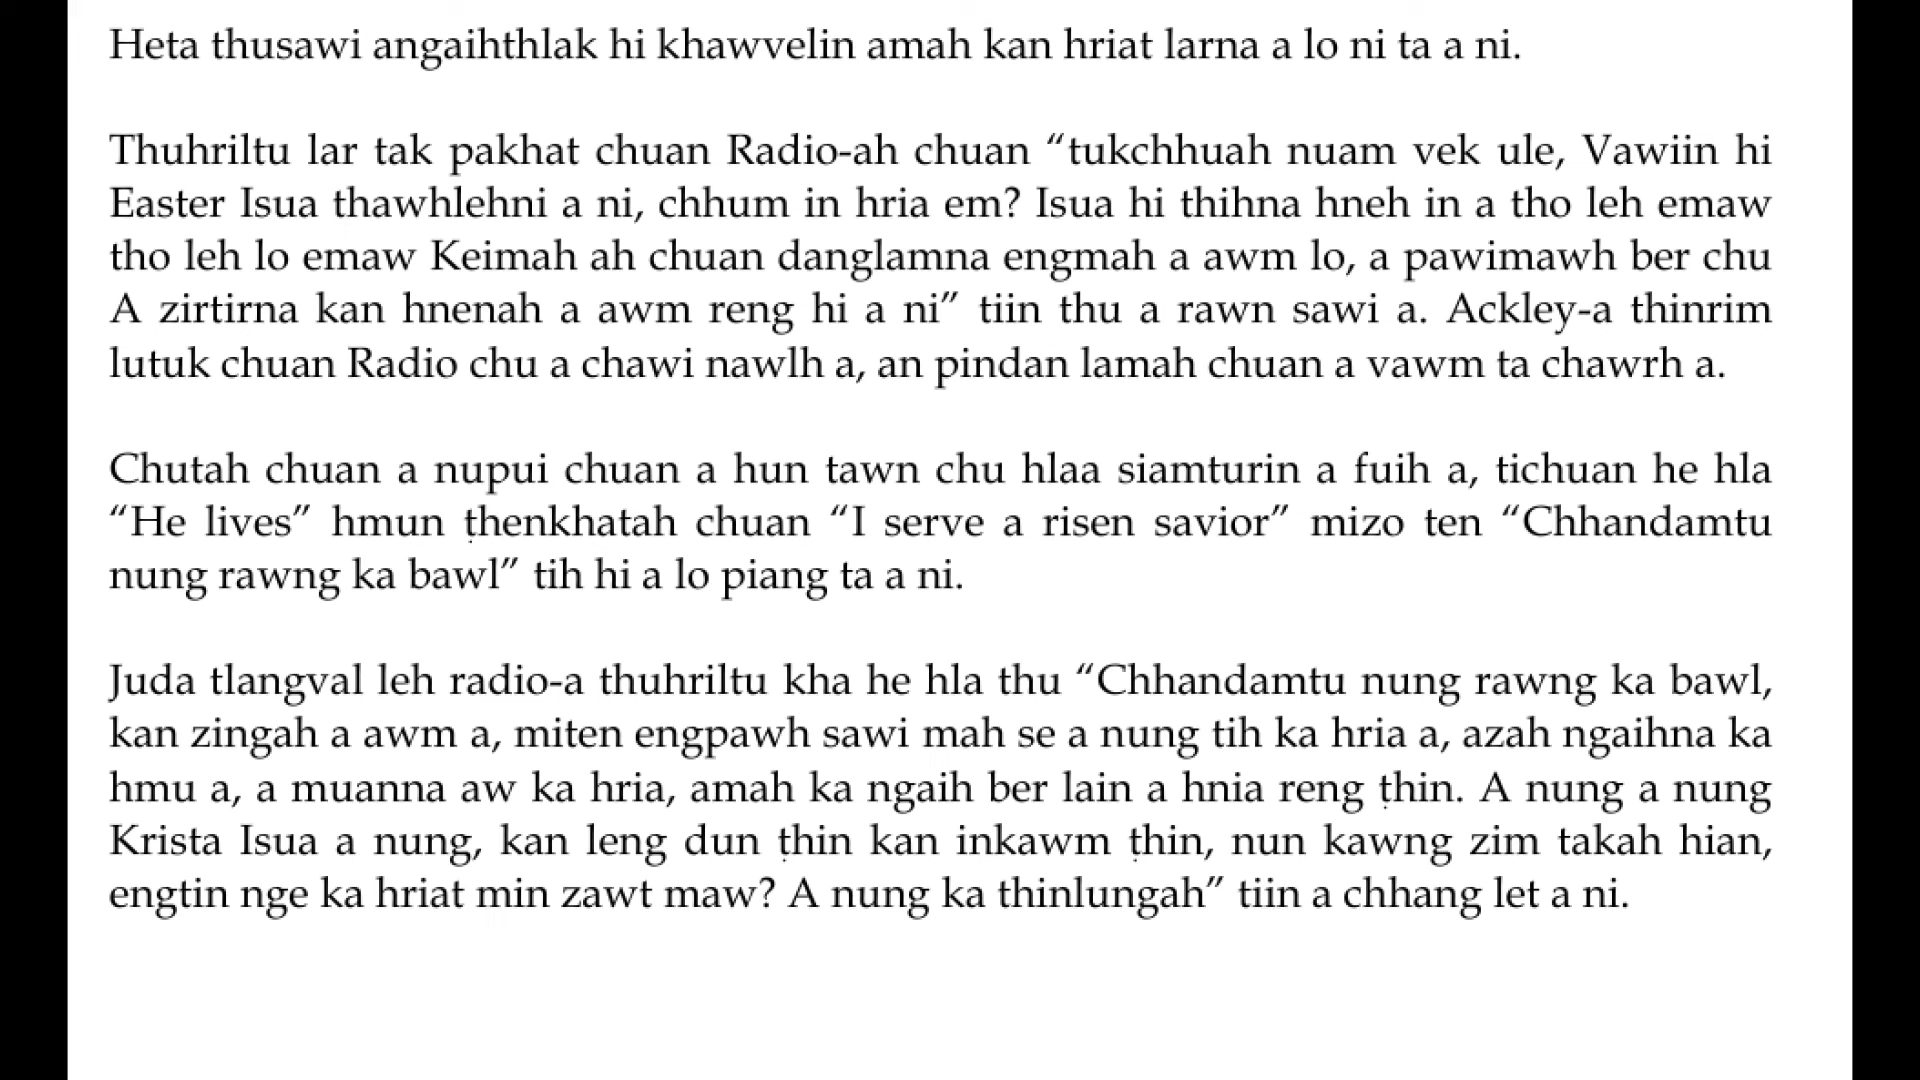 Heta thusawi angaihthlak hi khawvelin amah kan hriat larna a lo ni ta a ni.
Thuhriltu lar tak pakhat chuan Radio-ah chuan “tukchhuah nuam vek ule, Vawiin hi
Easter Isua thawhlehni a ni, chhum in hria em? Isua hi thihna hneh in a tho leh emaw
tho leh lo emaw Keimah ah chuan danglamna engmah a awm lo, a pawimawh ber chu
A zirtirna kan hnenah a awm reng hi a ni” tiin thu a rawn sawi a. Ackley-a thinrim
lutuk chuan Radio chu a chawi nawlh a, an pindan lamah chuan a vawm ta chawrh a.
Chutah chuan a nupui chuan a hun tawn chu hlaa siamturin a fuih a, tichuan he hla
“He lives” hmun ṭhenkhatah chuan “I serve a risen savior” mizo ten “Chhandamtu
nung rawng ka bawl” tih hi a lo piang ta a ni.
Juda tlangval leh radio-a thuhriltu kha he hla thu “Chhandamtu nung rawng ka bawl,
kan zingah a awm a, miten engpawh sawi mah se a nung tih ka hria a, azah ngaihna ka
hmu a, a muanna aw ka hria, amah ka ngaih ber lain a hnia reng ṭhin. A nung a nung
Krista Isua a nung, kan leng dun ṭhin kan inkawm ṭhin, nun kawng zim takah hian,
engtin nge ka hriat min zawt maw? A nung ka thinlungah” tiin a chhang let a ni.